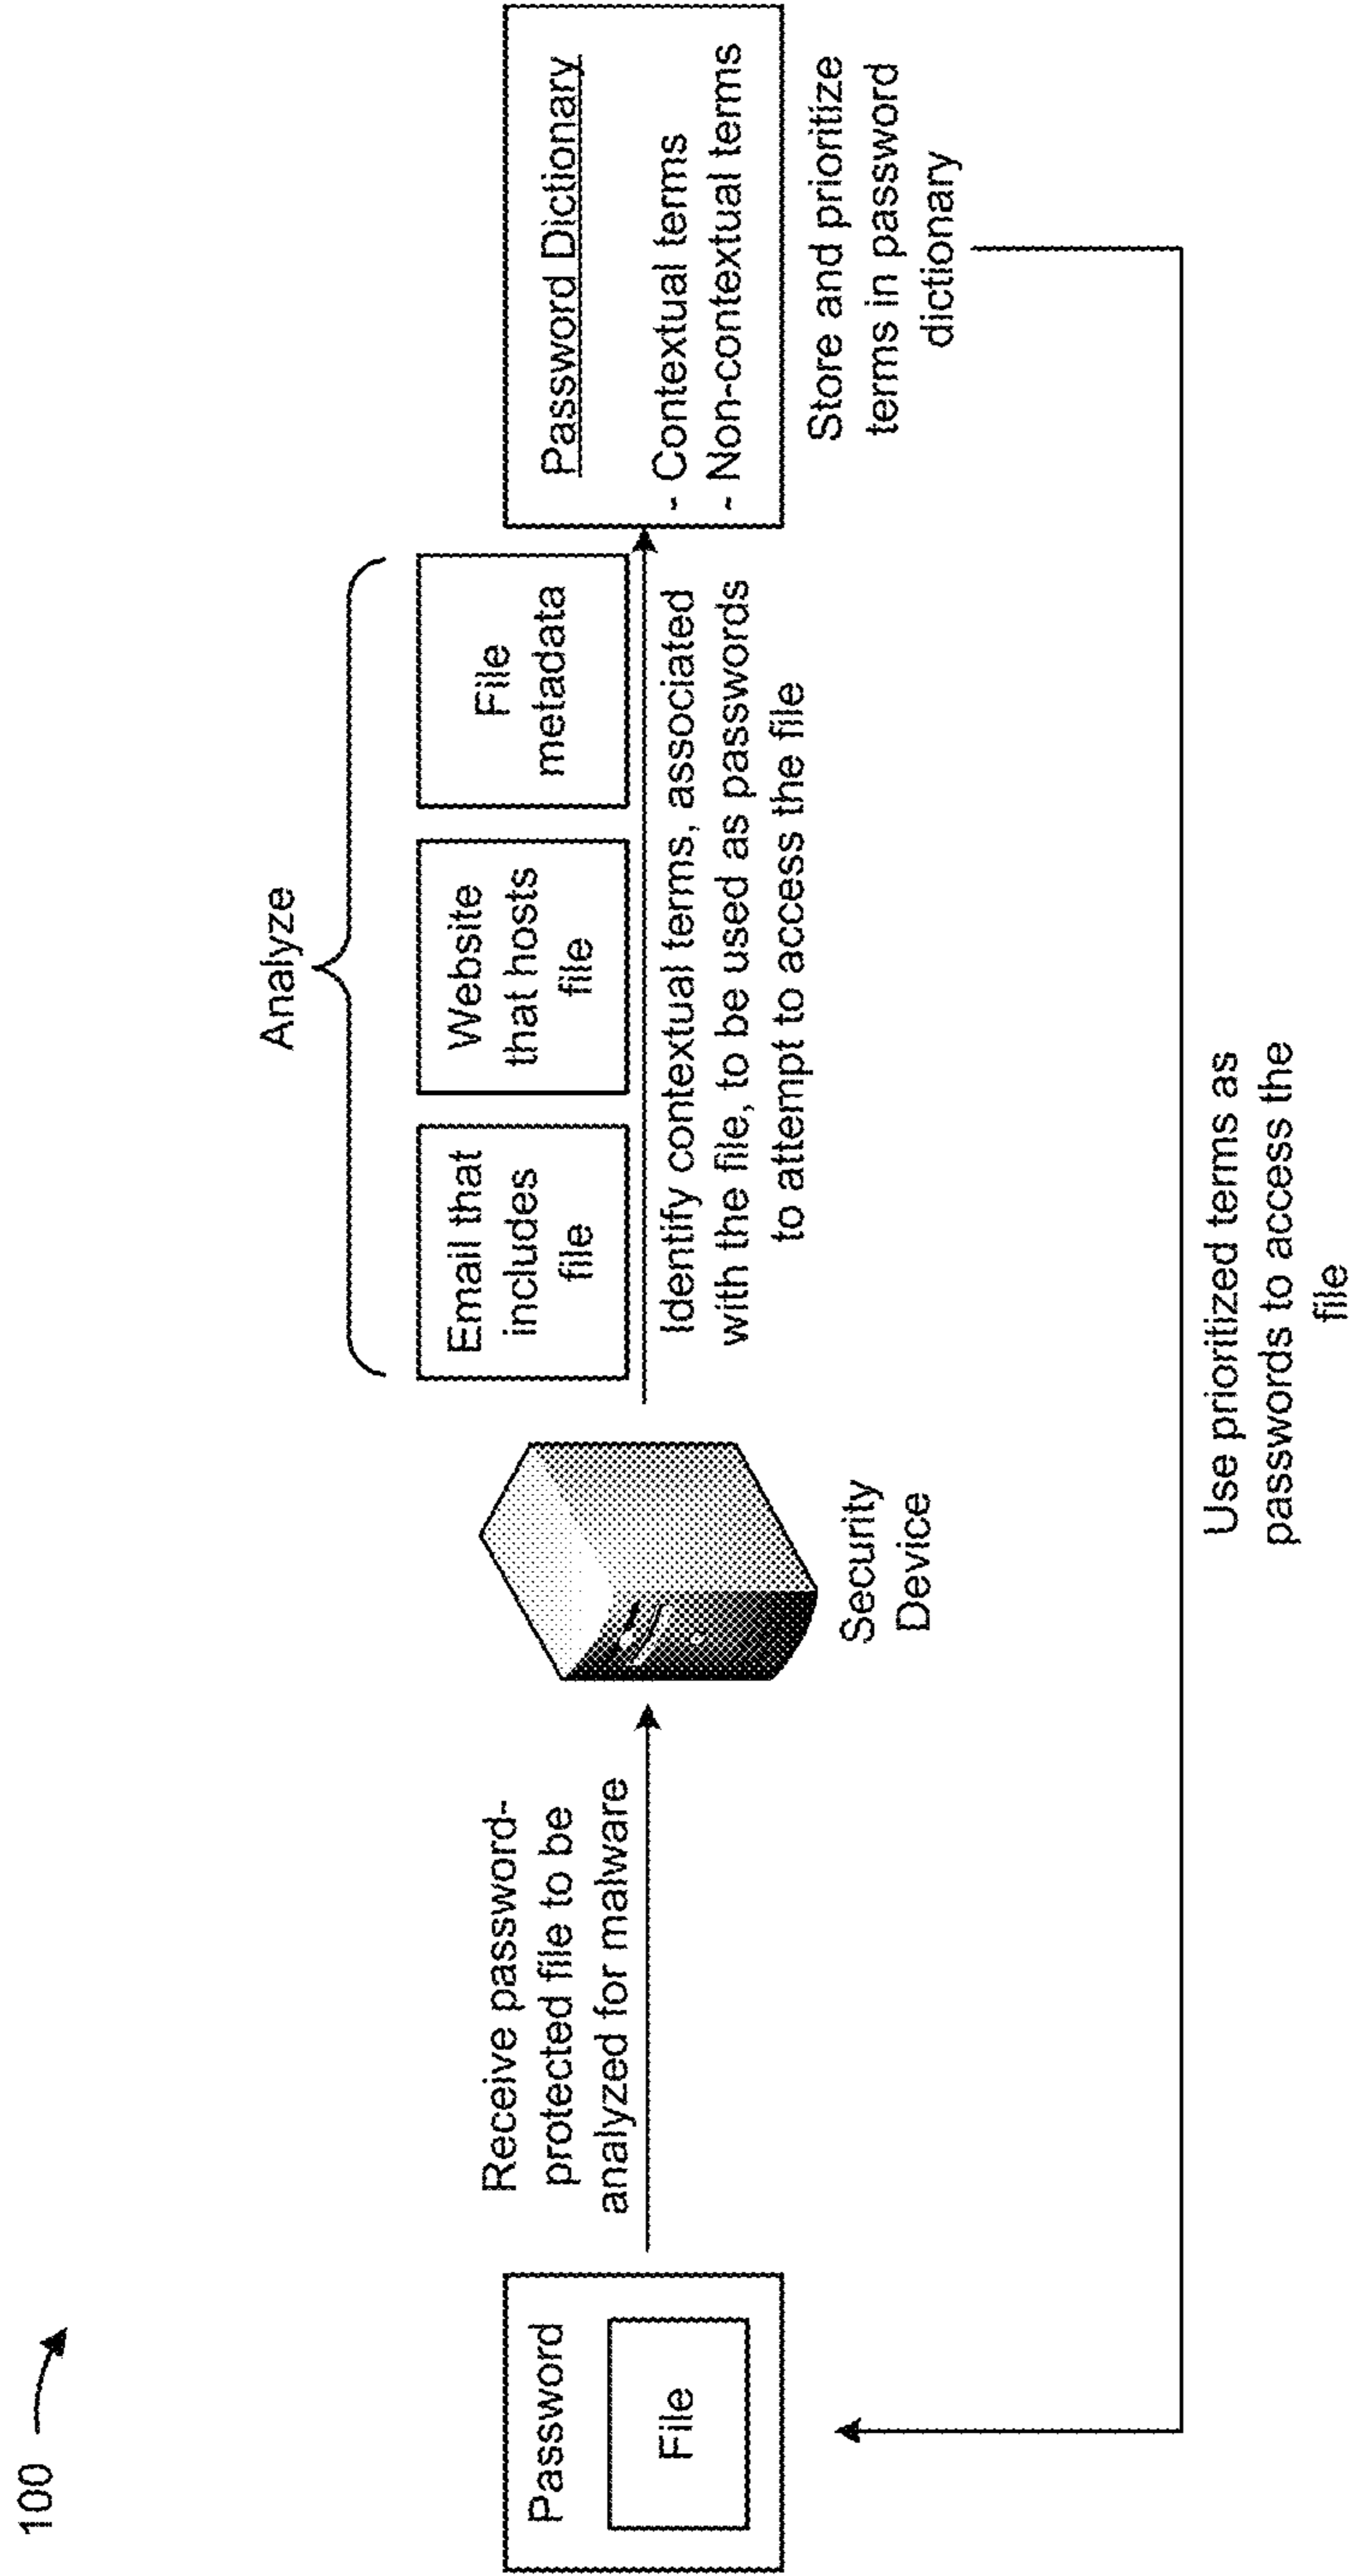 100
Password
File
Receive password-
protected file to be
analyzed for malware
Security
Device
Analyze
Email that
includes
file
Website
that hosts
file
File
metadata
Identify contextual terms, associated
with the file, to be used as passwords
to attempt to access the file
Password Dictionary
- Contextual terms
- Non-contextual terms
Store and prioritize
terms in password
dictionary
Use prioritized terms as
passwords to access the
file